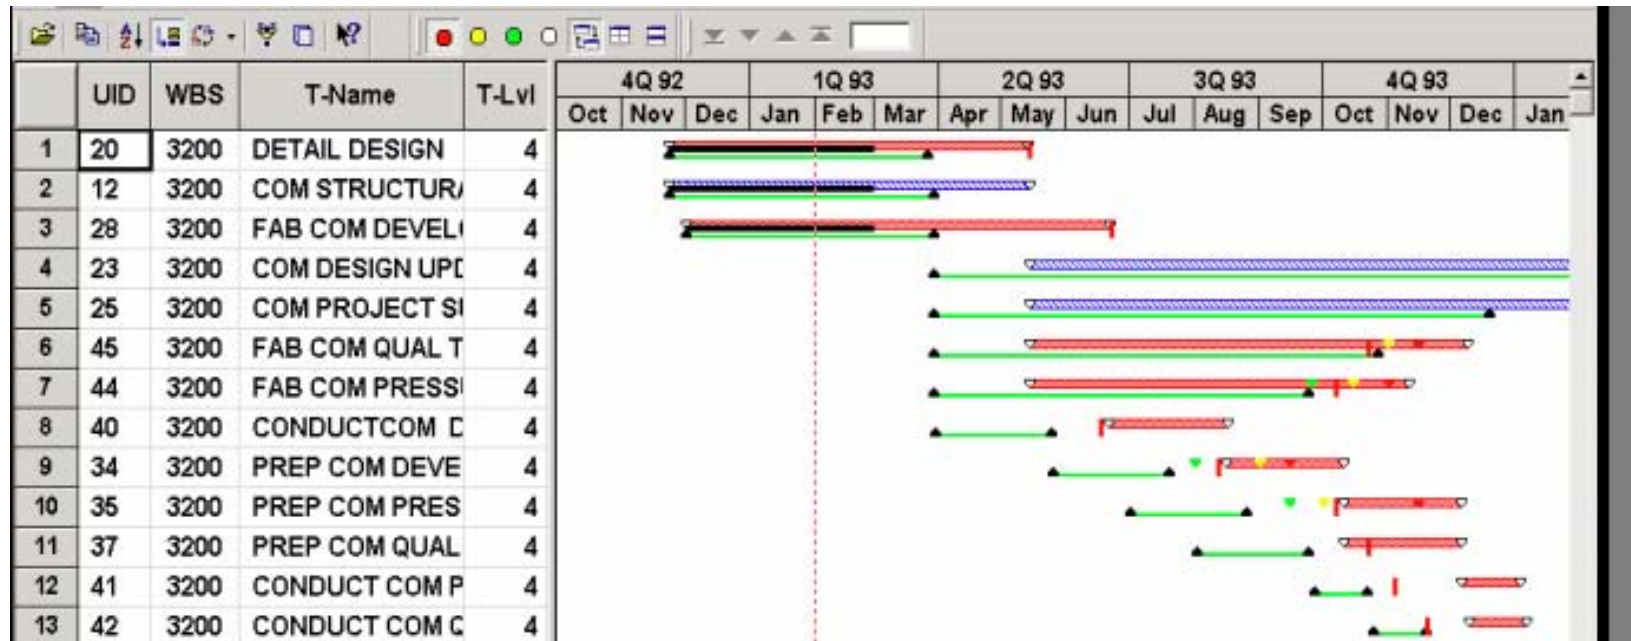 4Q 92 1Q 93 2Q 93 3Q 93 4Q 93
UID WBS T-Name T-Lvl
Oct Nov Dec Jan Feb Mar Apr May Jun Jul Aug Sep Oct Nov Dec Jan
1 20 3200 DETAIL DESIGN 4
2 12 3200 COM STRUCTURA 4
3 28 3200 FAB COM DEVEL 4
4 23 3200 COM DESIGN UPD 4
5 25 3200 COM PROJECT S 4
6 45 3200 FAB COM QUAL T 4
7 44 3200 FAB COM PRESS 4
8 40 3200 CONDUCTCOM D 4
9 34 3200 PREP COM DEVE 4
10 35 3200 PREP COM PRES 4
11 37 3200 PREP COM QUAL 4
12 41 3200 CONDUCT COM P 4
13 42 3200 CONDUCT COM Q 4